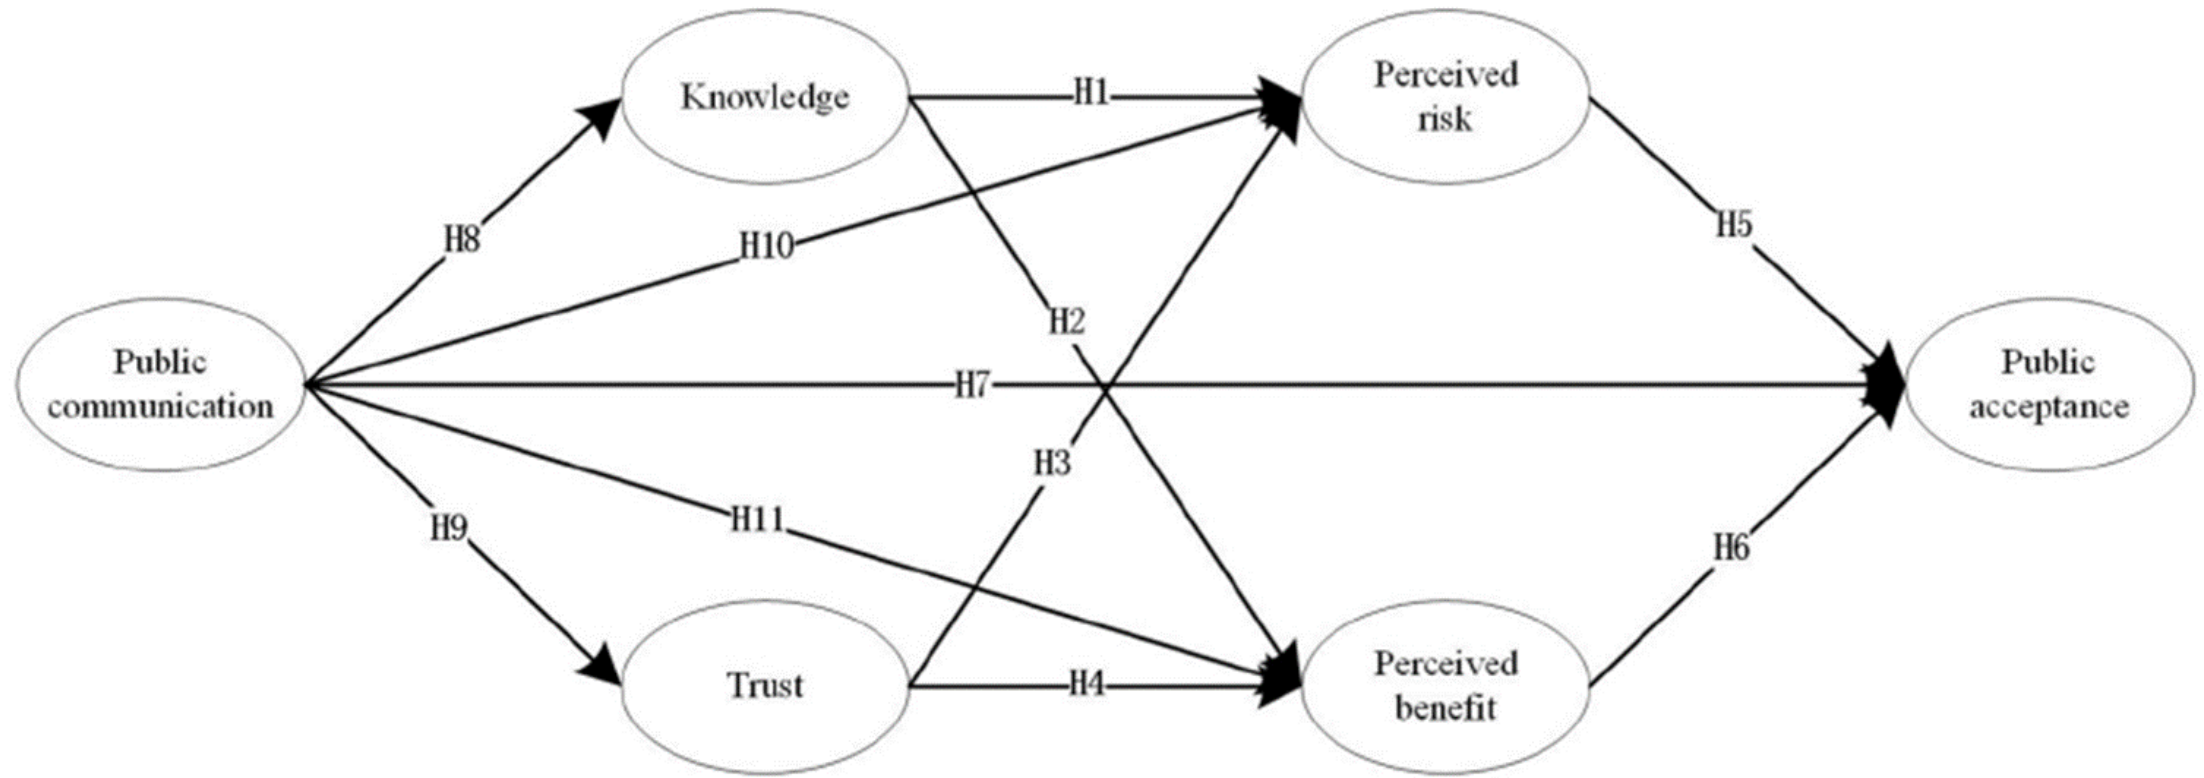 Knowledge
H1
Perceived
risk
H8
H10
H5
H2
Public
communication
H7
Public
acceptance
H3
H11
H9
H6
Trust
H4
Perceived
benefit